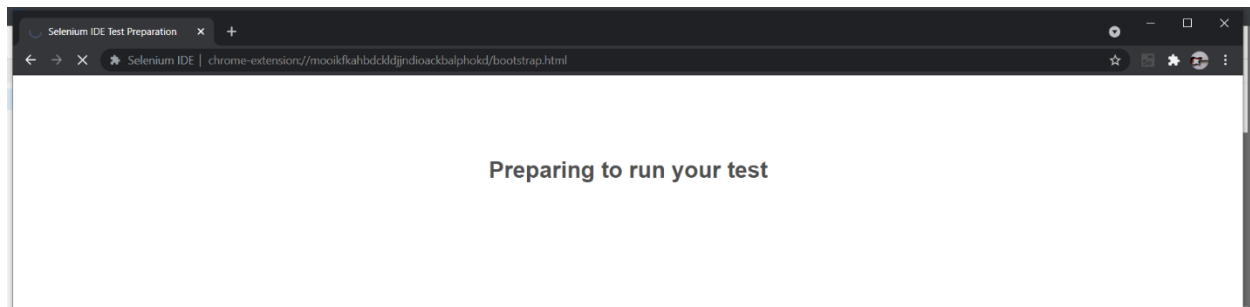 Selenium IDE Test Preparation
Selenium IDE | chrome-extension://mooikfkahbdckldjjndioackbalphokd/bootstrap.html
Preparing to run your test